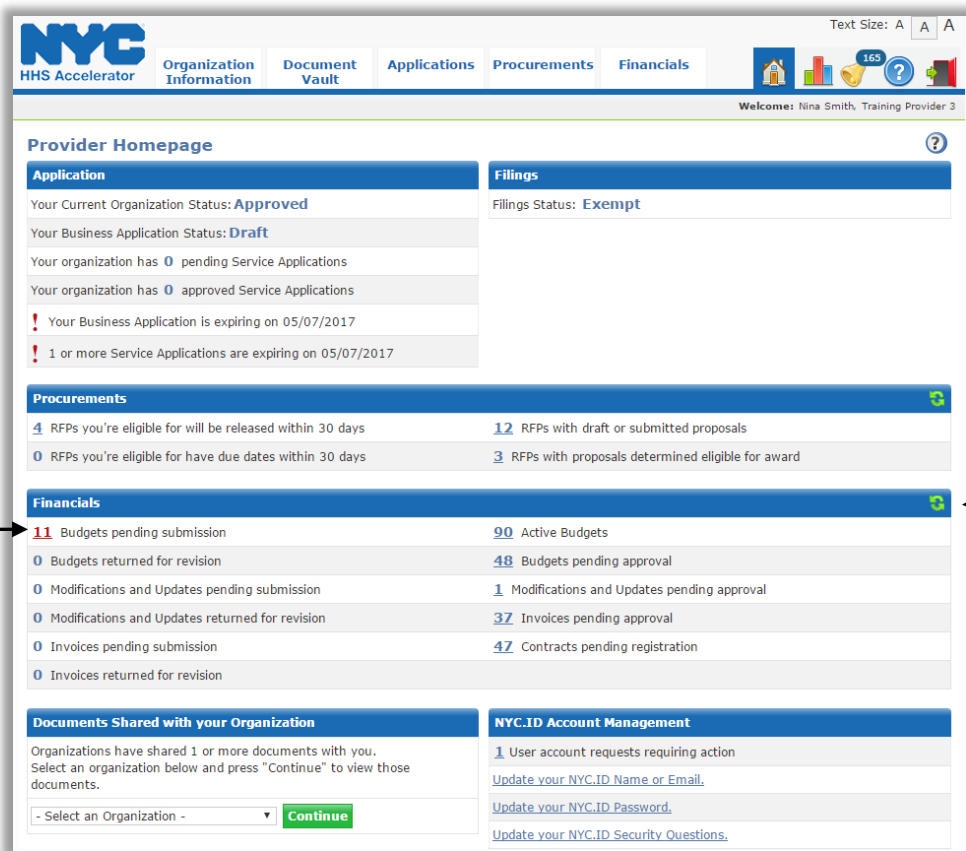 Text Size: A A A
NYC
HHS Accelerator
Organization Information
Document Vault
Applications
Procurements
Financials
165
?
Welcome: Nina Smith, Training Provider 3
Provider Homepage
?
Application
Your Current Organization Status: Approved
Your Business Application Status: Draft
Your organization has 0 pending Service Applications
Your organization has 0 approved Service Applications
! Your Business Application is expiring on 05/07/2017
! 1 or more Service Applications are expiring on 05/07/2017
Filings
Filings Status: Exempt
Procurements
4 RFPs you're eligible for will be released within 30 days
12 RFPs with draft or submitted proposals
0 RFPs you're eligible for have due dates within 30 days
3 RFPs with proposals determined eligible for award
Financials
11 Budgets pending submission
90 Active Budgets
0 Budgets returned for revision
48 Budgets pending approval
0 Modifications and Updates pending submission
1 Modifications and Updates pending approval
0 Modifications and Updates returned for revision
37 Invoices pending approval
0 Invoices pending submission
47 Contracts pending registration
0 Invoices returned for revision
Documents Shared with your Organization
Organizations have shared 1 or more documents with you.
Select an organization below and press "Continue" to view those
documents.
- Select an Organization -
Continue
NYC.ID Account Management
1 User account requests requiring action
Update your NYC.ID Name or Email.
Update your NYC.ID Password.
Update your NYC.ID Security Questions.